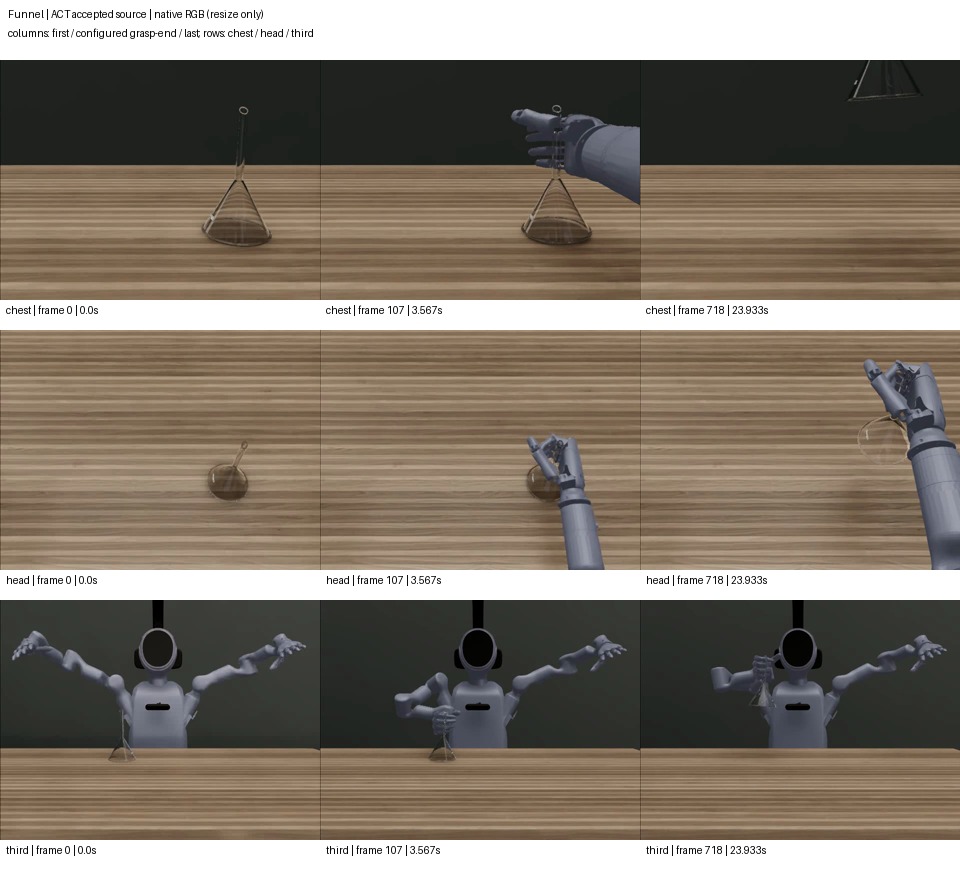 Funnel | ACT accepted source | native RGB (resize only)
columns: first / configured grasp-end / last; rows: chest / head / third
chest | frame 0 | 0.0s
chest | frame 107 | 3.567s
chest | frame 718 | 23.933s
head | frame 0 | 0.0s
head | frame 107 | 3.567s
head | frame 718 | 23.933s
third | frame 0 | 0.0s
third | frame 107 | 3.567s
third | frame 718 | 23.933s